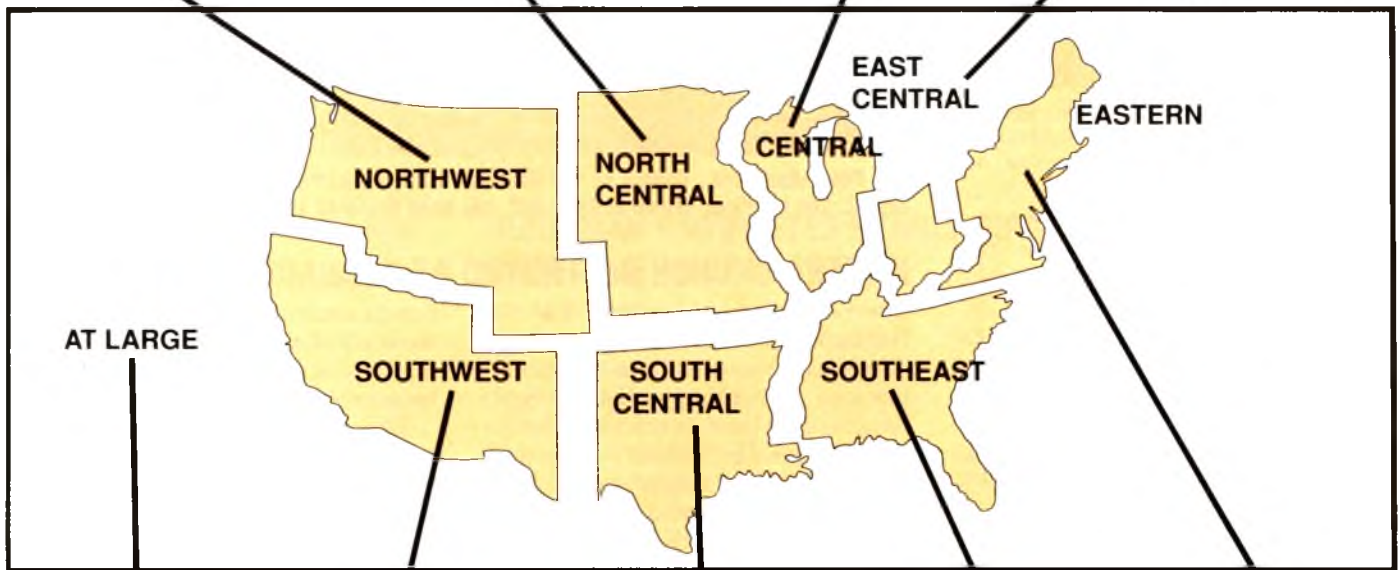 EAST
CENTRAL
EASTERN
CENTRAL
NORTHWEST
NORTH
CENTRAL
AT LARGE
SOUTHWEST
SOUTH
CENTRAL
SOUTHEAST